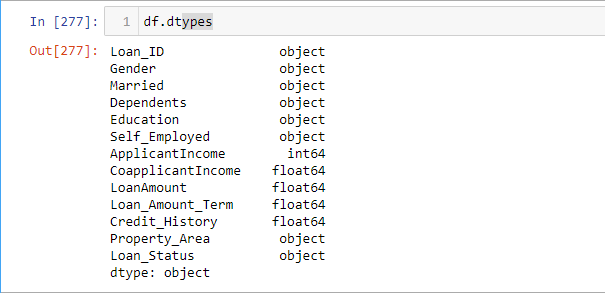 In [277]: 1 df.dtypes
Out[277]: Loan_ID object
Gender object
Married object
Dependents object
Education object
Self_Employed object
ApplicantIncome int64
CoapplicantIncome float64
LoanAmount float64
Loan_Amount_Term float64
Credit_History float64
Property_Area object
Loan_Status object
dtype: object